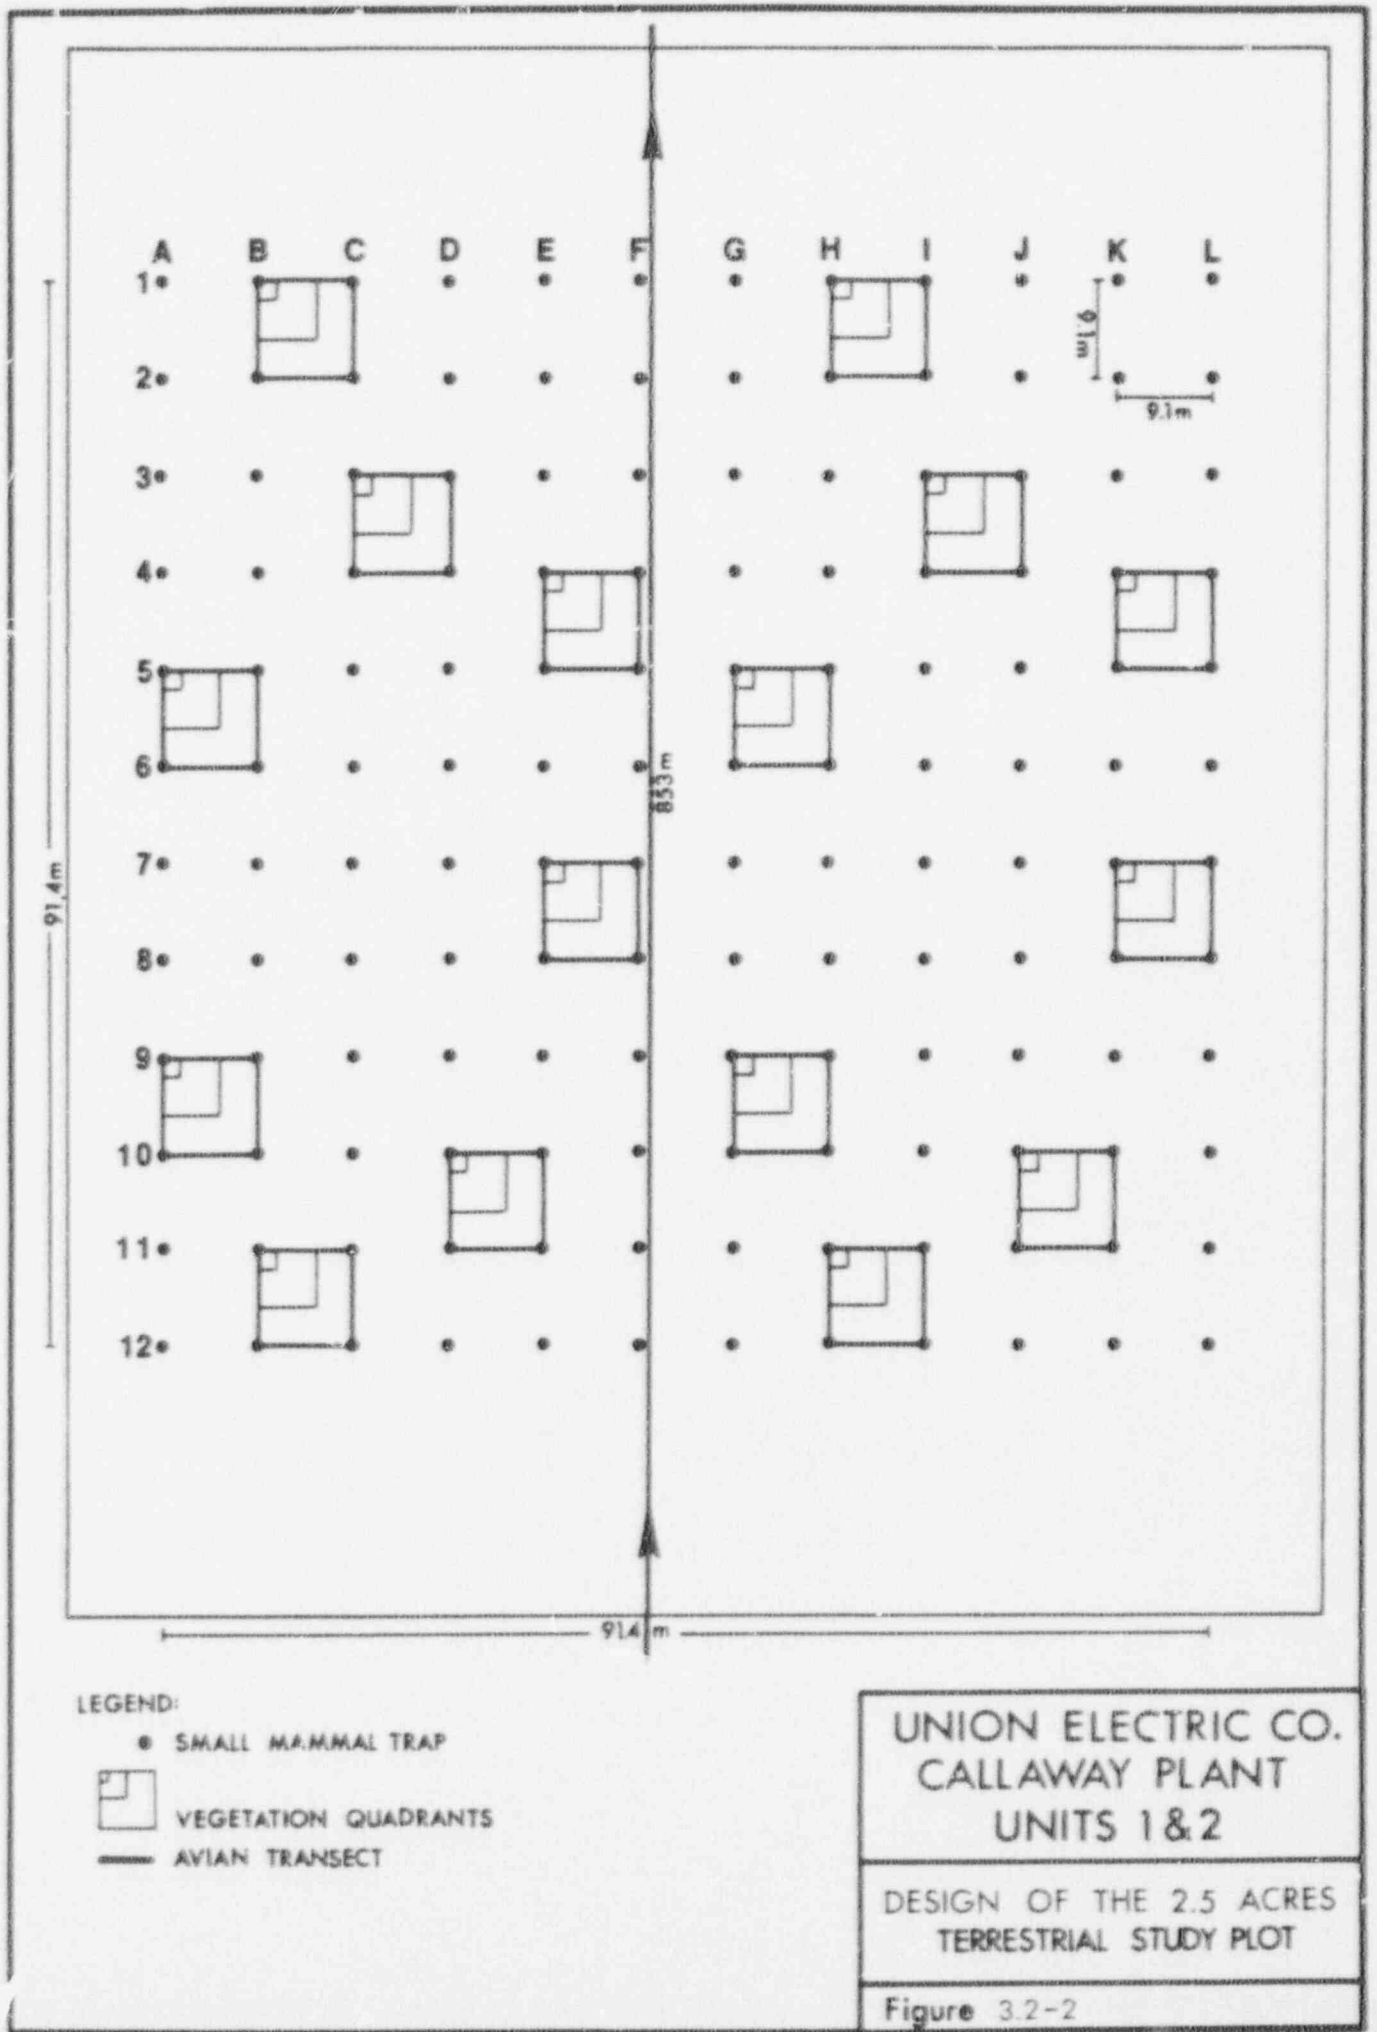 A B C D E F G H I J K L
1
2
9.1m
9.1m
3
4
5
6
853m
7
91.4m
8
9
10
11
12
91.4 m
LEGEND:
SMALL MAMMAL TRAP
VEGETATION QUADRANTS
AVIAN TRANSECT
UNION ELECTRIC CO.
CALLAWAY PLANT
UNITS 1&2
DESIGN OF THE 2.5 ACRES
TERRESTRIAL STUDY PLOT
Figure 3.2-2